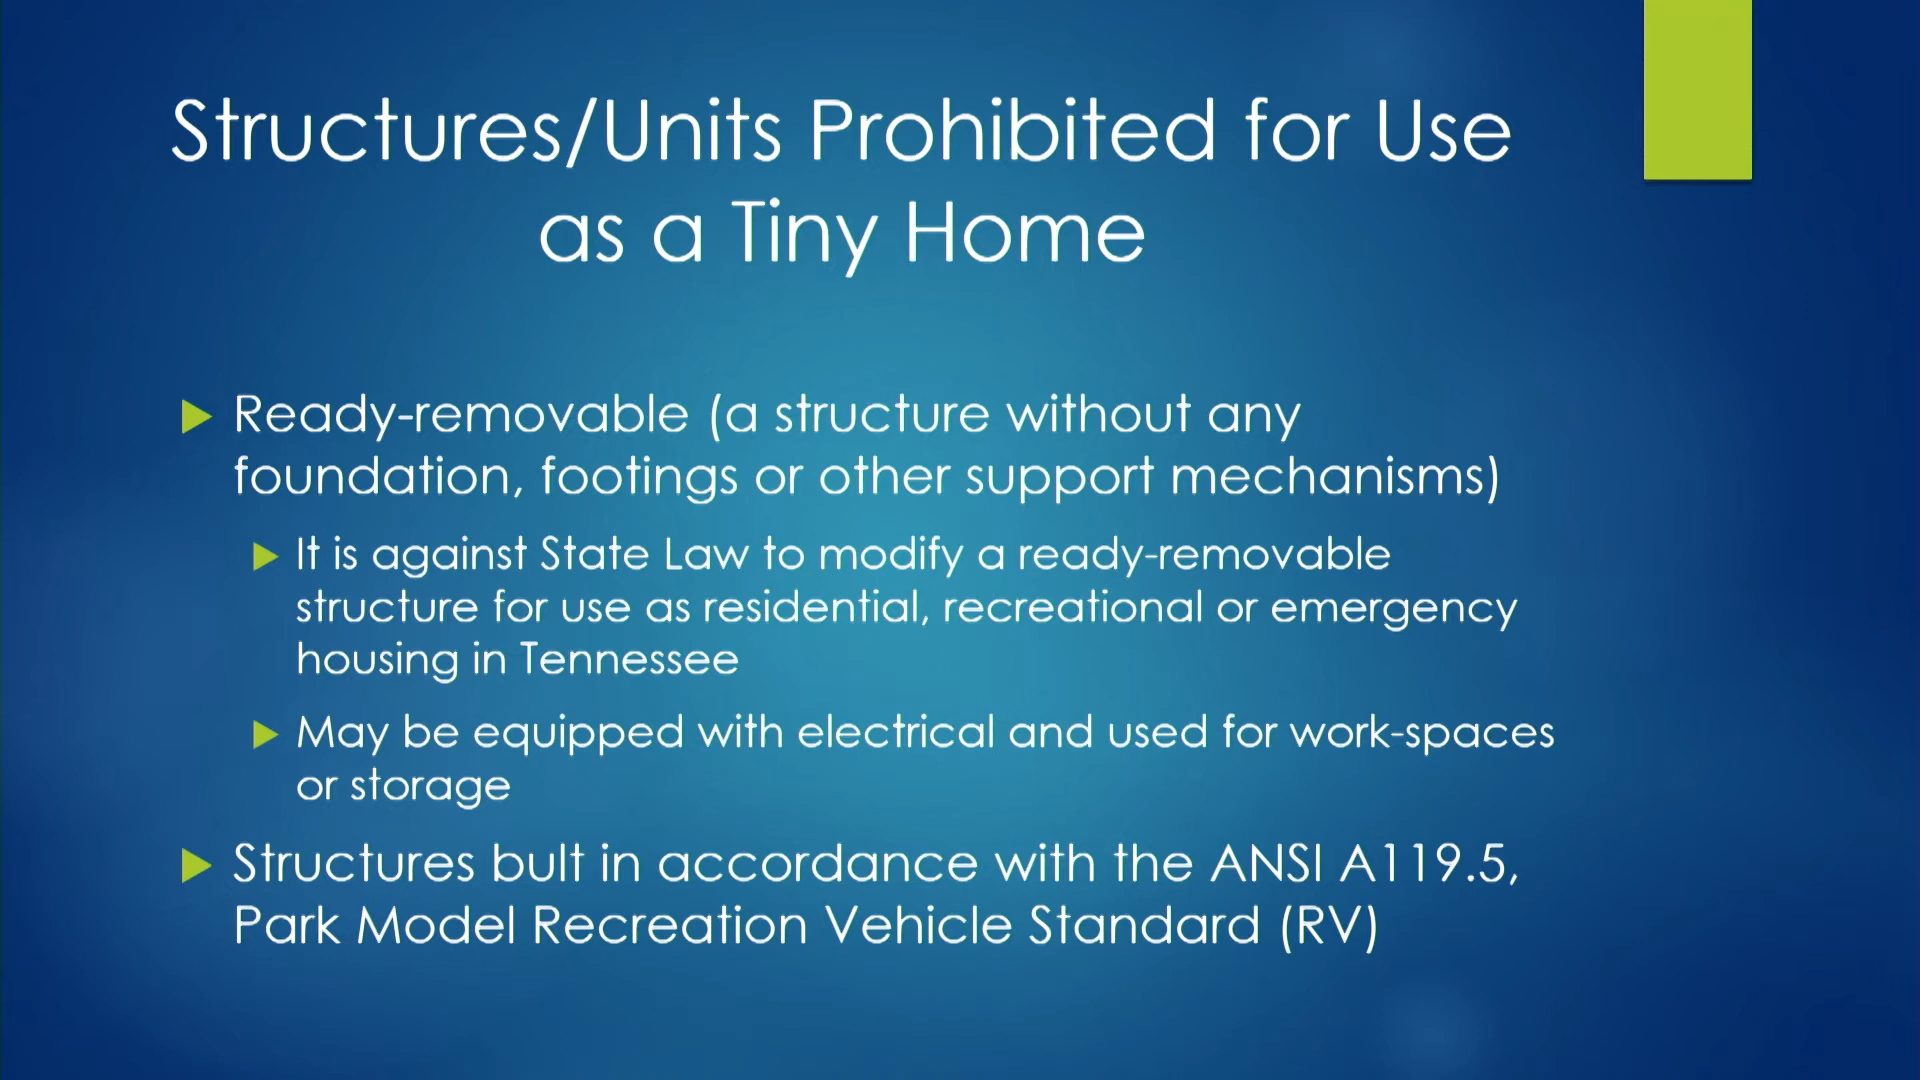 Structures/Units Prohibited for Use
as a Tiny Home
Ready-removable (a structure without any
foundation, footings or other support mechanisms)
It is against State Law to modify a ready-removable
structure for use as residential, recreational or emergency
housing in Tennessee
May be equipped with electrical and used for work-spaces
or storage
Structures bult in accordance with the ANSI A119.5,
Park Model Recreation Vehicle Standard (RV)